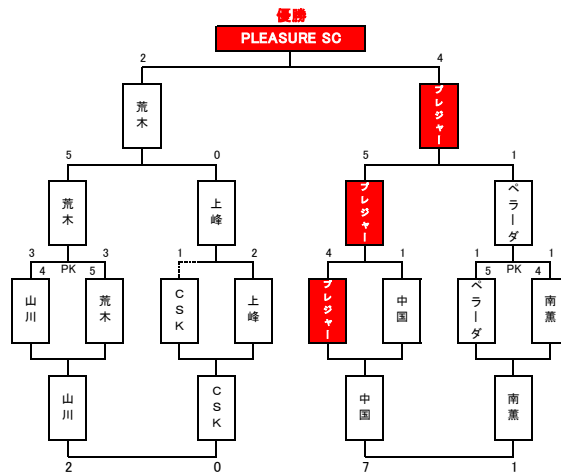 優勝
PLEASURE SC
2 4
荒木 プレジャー
5 0 5 1
荒木 上峰 プレジャー ペラーダ
3 3 1 2 4 1 1 1
4 PK 5 5 PK 4
山川 荒木 CSK 上峰 プレジャー 中国 ペラーダ 南薫
山川 CSK 中国 南薫
2 0 7 1